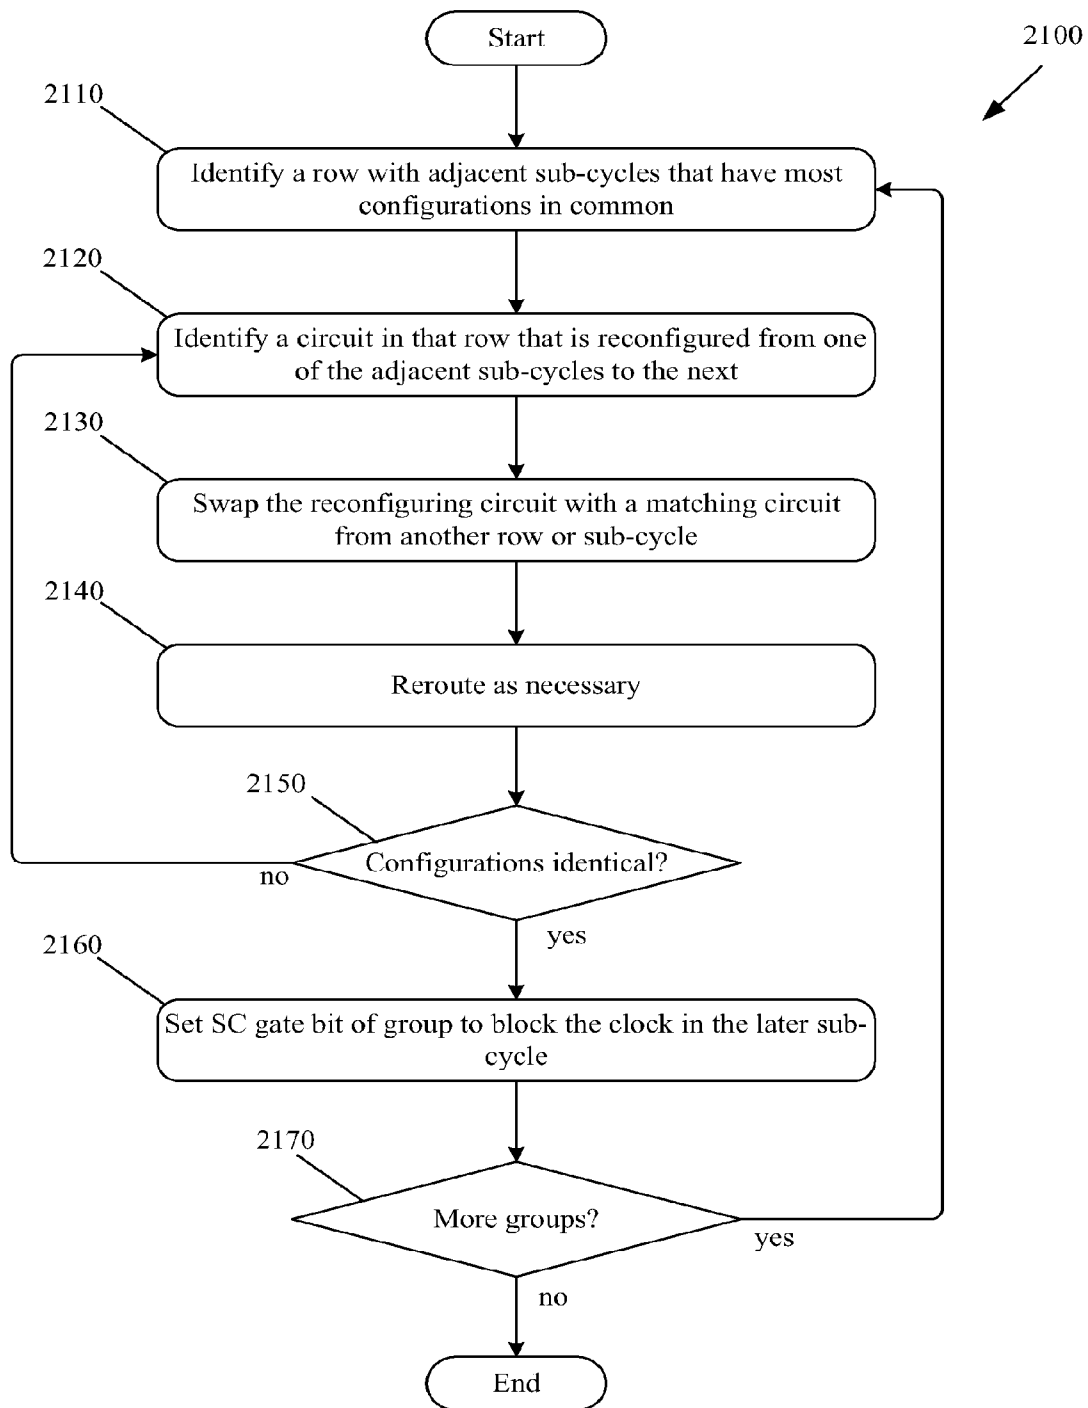 Start
2100
2110
Identify a row with adjacent sub-cycles that have most
configurations in common
2120
Identify a circuit in that row that is reconfigured from one
of the adjacent sub-cycles to the next
2130
Swap the reconfiguring circuit with a matching circuit
from another row or sub-cycle
2140
Reroute as necessary
2150
Configurations identical?
no
yes
2160
Set SC gate bit of group to block the clock in the later sub-
cycle
2170
More groups?
yes
no
End